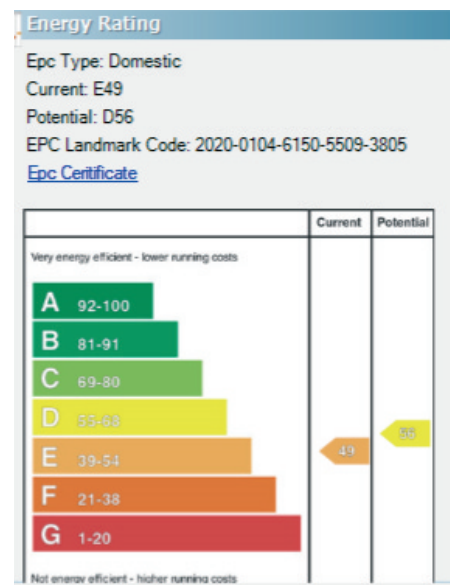 Energy Rating
Epc Type: Domestic
Current: E49
Potential: D56
EPC Landmark Code: 2020-0104-6150-5509-3805
Epc Ceritificate
Current Potential
Very energy efficient - lower running costs
A 92-100
B 81-91
C 69-80
D 55-68
56
E 39-54
49
F 21-38
G 1-20
Not energy efficient - higher running costs